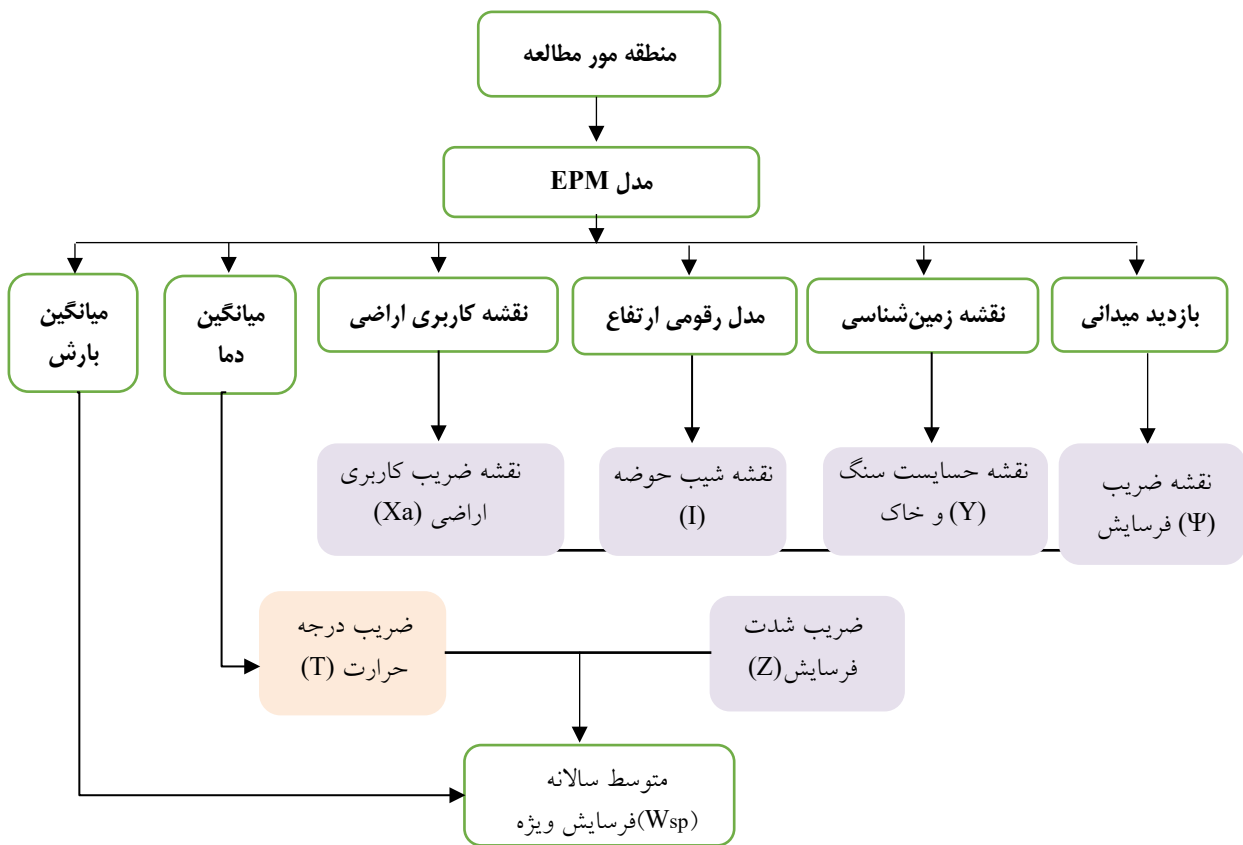 منطقه مور مطالعه
مدل EPM
بازدید میدانی
نقشه زمین‌شناسی
مدل رقومی ارتفاع
نقشه کاربری اراضی
میانگین
دما
میانگین
بارش
نقشه ضریب
فرسایش (Ψ)
نقشه حسایست سنگ
و خاک (Y)
نقشه شیب حوضه
(I)
نقشه ضریب کاربری
اراضی (Xa)
ضریب شدت
فرسایش(Z)
ضریب درجه
حرارت (T)
متوسط سالانه
فرسایش ویژه(Wsp)